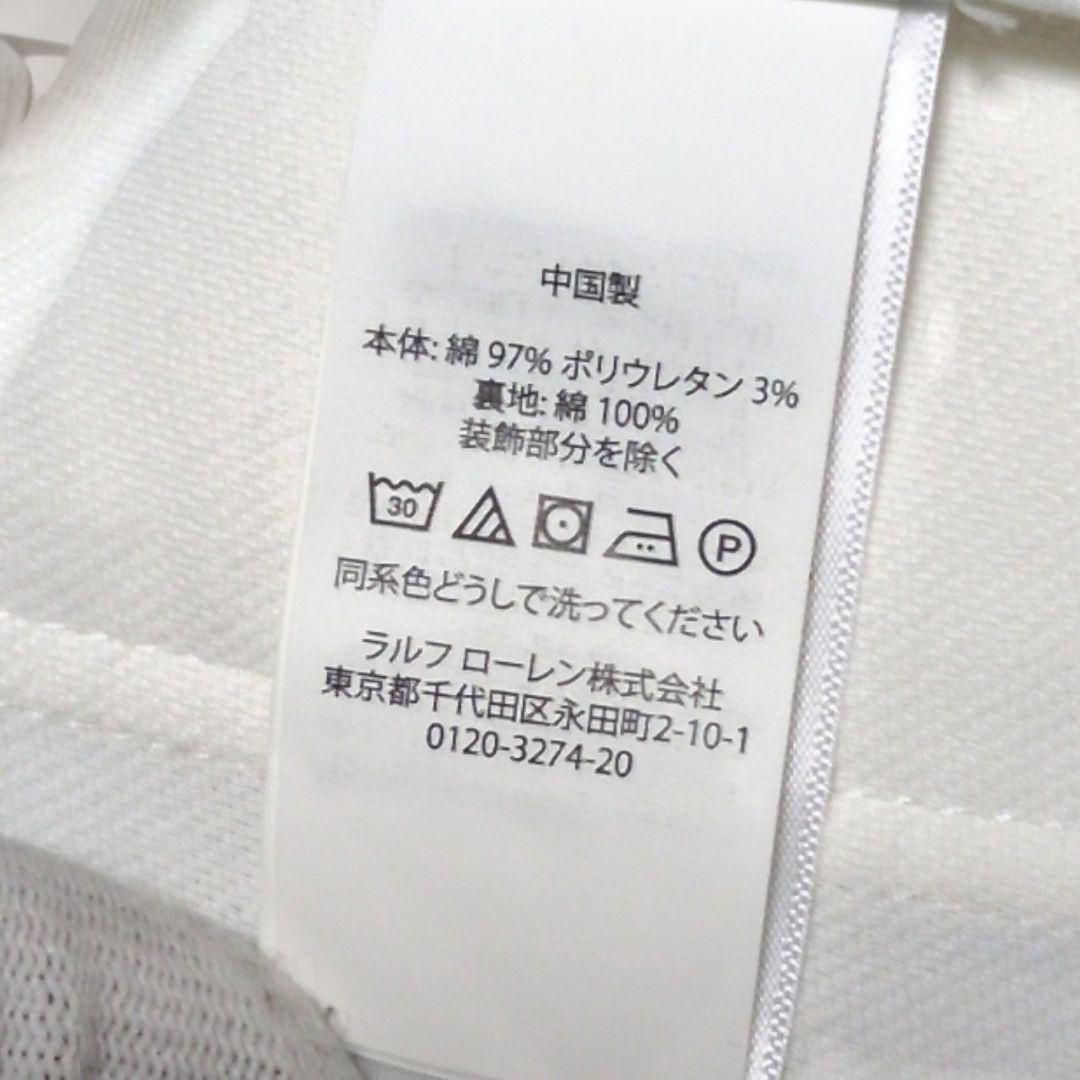 中国製
本体: 綿 97% ポリウレタン 3%
裏地: 綿 100%
装飾部分を除く
30
P
同系色どうしで洗ってください
ラルフ ローレン株式会社
東京都千代田区永田町2-10-1
0120-3274-20